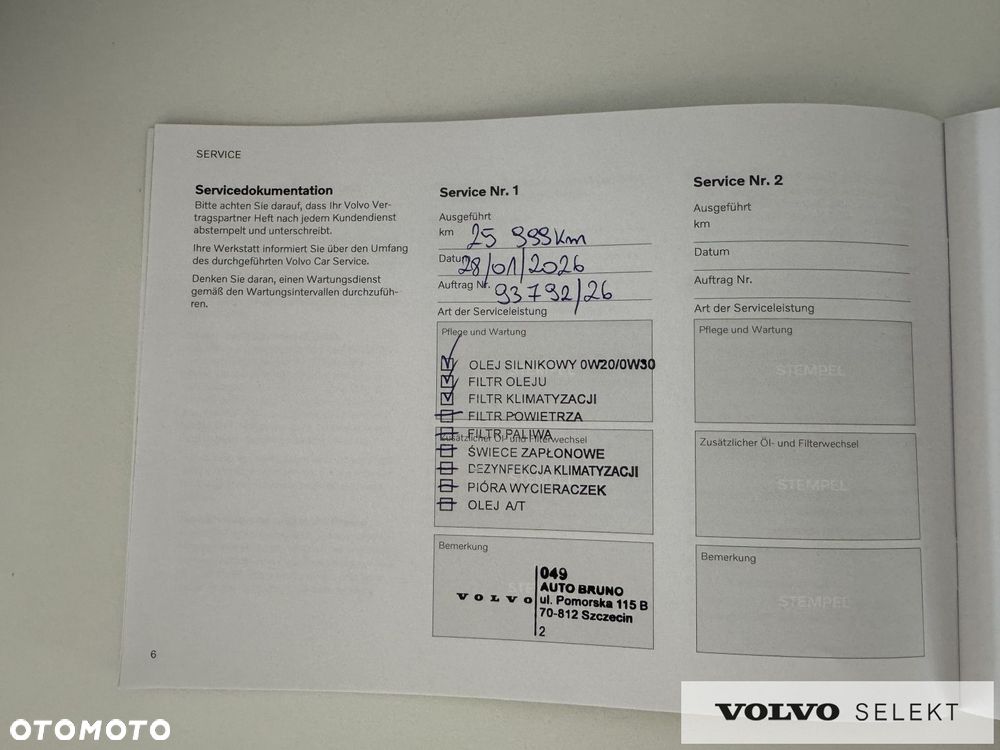 SERVICE
Servicedokumentation
Bitte achten Sie darauf, dass Ihr Volvo Ver-
tragspartner Heft nach jedem Kundendienst
abstempelt und unterschreibt.
Ihre Werkstatt informiert Sie über den Umfang
des durchgeführten Volvo Car Service.
Denken Sie daran, einen Wartungsdienst
gemäß den Wartungsintervallen durchzufüh-
ren.
6
Service Nr. 1
Ausgeführt
km 25 999km
Datum 28/01/2026
Auftrag Nr. 93792/26
Art der Serviceleistung
Pflege und Wartung
OLEJ SILNIKOWY 0W20/0W30
FILTR OLEJU
FILTR KLIMATYZACJI
FILTR POWIETRZA
FILTR PALIWA
Zusätzlicher Öl- und Filterwechsel
ŚWIECE ZAPŁONOWE
DEZYNFEKCJA KLIMATYZACJI
PIÓRA WYCIERACZEK
OLEJ A/T
Bemerkung
VOLVO
049
AUTO BRUNO
ul. Pomorska 115 B
70-812 Szczecin
2
Service Nr. 2
Ausgeführt
km
Datum
Auftrag Nr.
Art der Serviceleistung
Pflege und Wartung
STEMPEL
Zusätzlicher Öl- und Filterwechsel
STEMPEL
Bemerkung
STEMPEL
OTOMOTO
VOLVO SELEKT